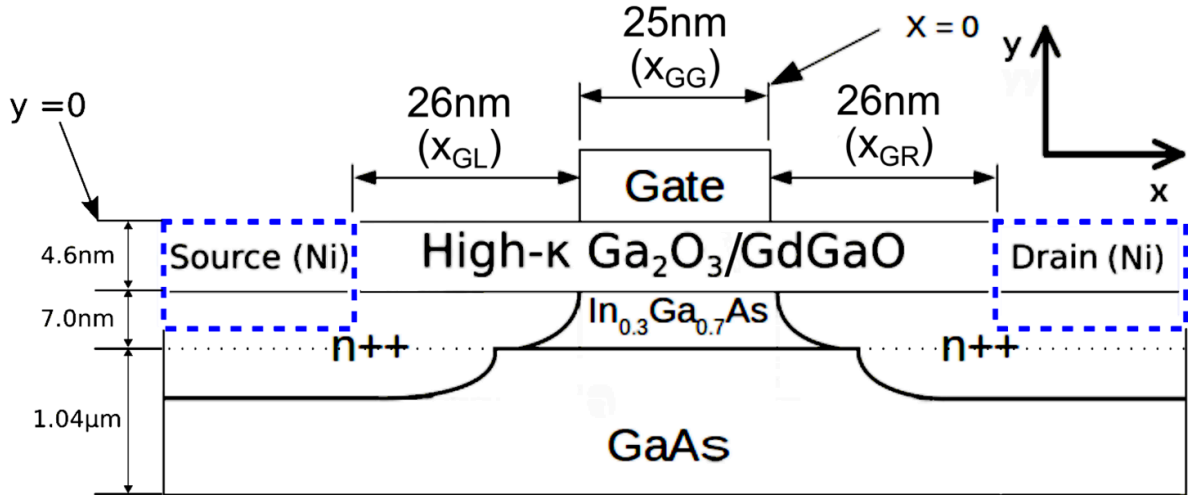 25nm
(xGG)
X = 0
y
x
y =0
26nm
(xGL)
26nm
(xGR)
Gate
4.6nm
Source (Ni)
High-κ Ga2O3/GdGaO
Drain (Ni)
7.0nm
In0.3Ga0.7As
n++
n++
1.04μm
GaAs